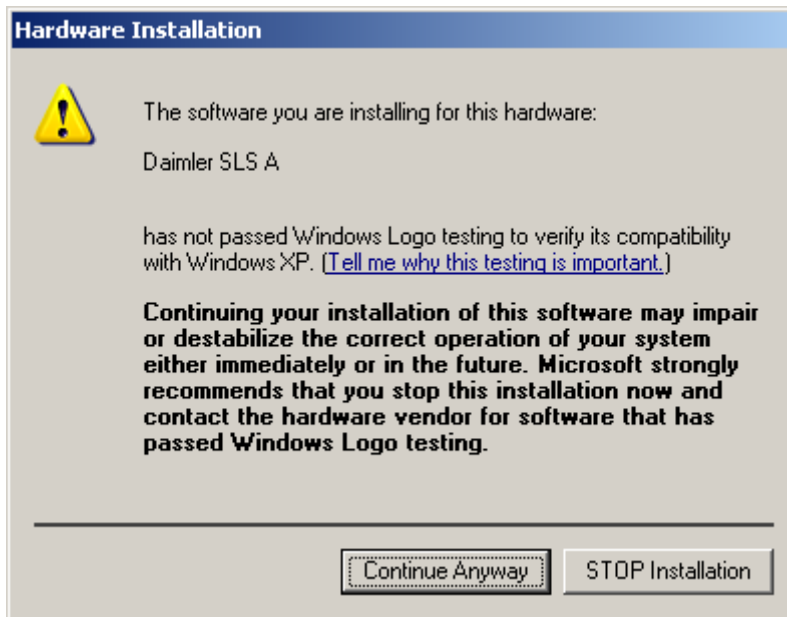 Hardware Installation
The software you are installing for this hardware:
Daimler SLS A
has not passed Windows Logo testing to verify its compatibility
with Windows XP. (Tell me why this testing is important.)
Continuing your installation of this software may impair
or destabilize the correct operation of your system
either immediately or in the future. Microsoft strongly
recommends that you stop this installation now and
contact the hardware vendor for software that has
passed Windows Logo testing.
Continue Anyway STOP Installation